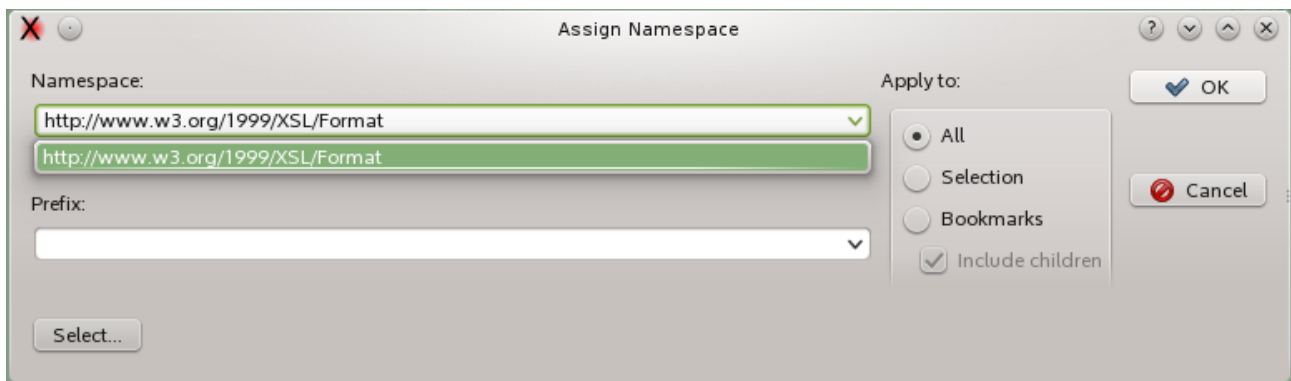 Assign Namespace
Namespace:
http://www.w3.org/1999/XSL/Format
http://www.w3.org/1999/XSL/Format
Prefix:
Select...
Apply to:
All
Selection
Bookmarks
Include children
OK
Cancel